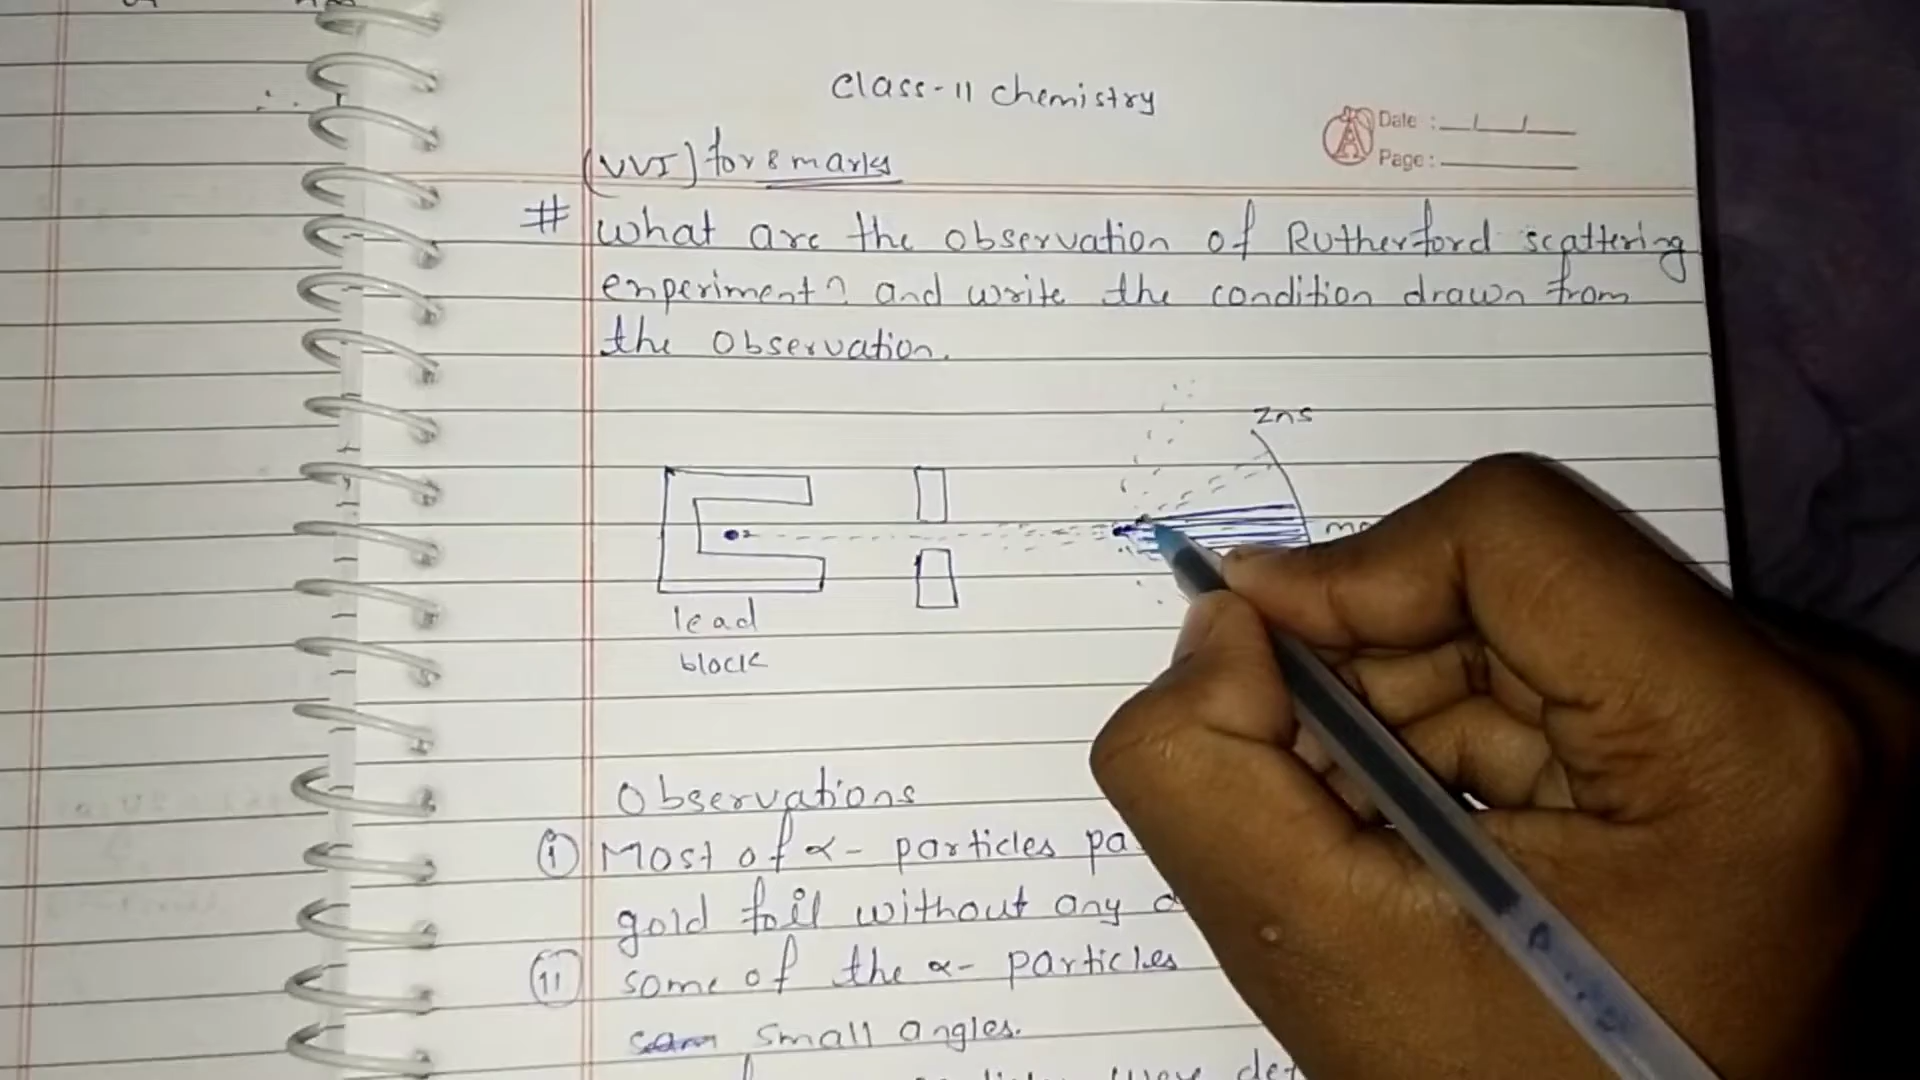 Class-11 chemistry
Date :
Page :
(VVI) for 8 marks
# What are the observation of Rutherford scattering
experiment? and write the condition drawn from
the observation.
zns
lead
block
Observations
(i) Most of α- particles
gold foil without any
(ii) some of the α- particles
small angles.